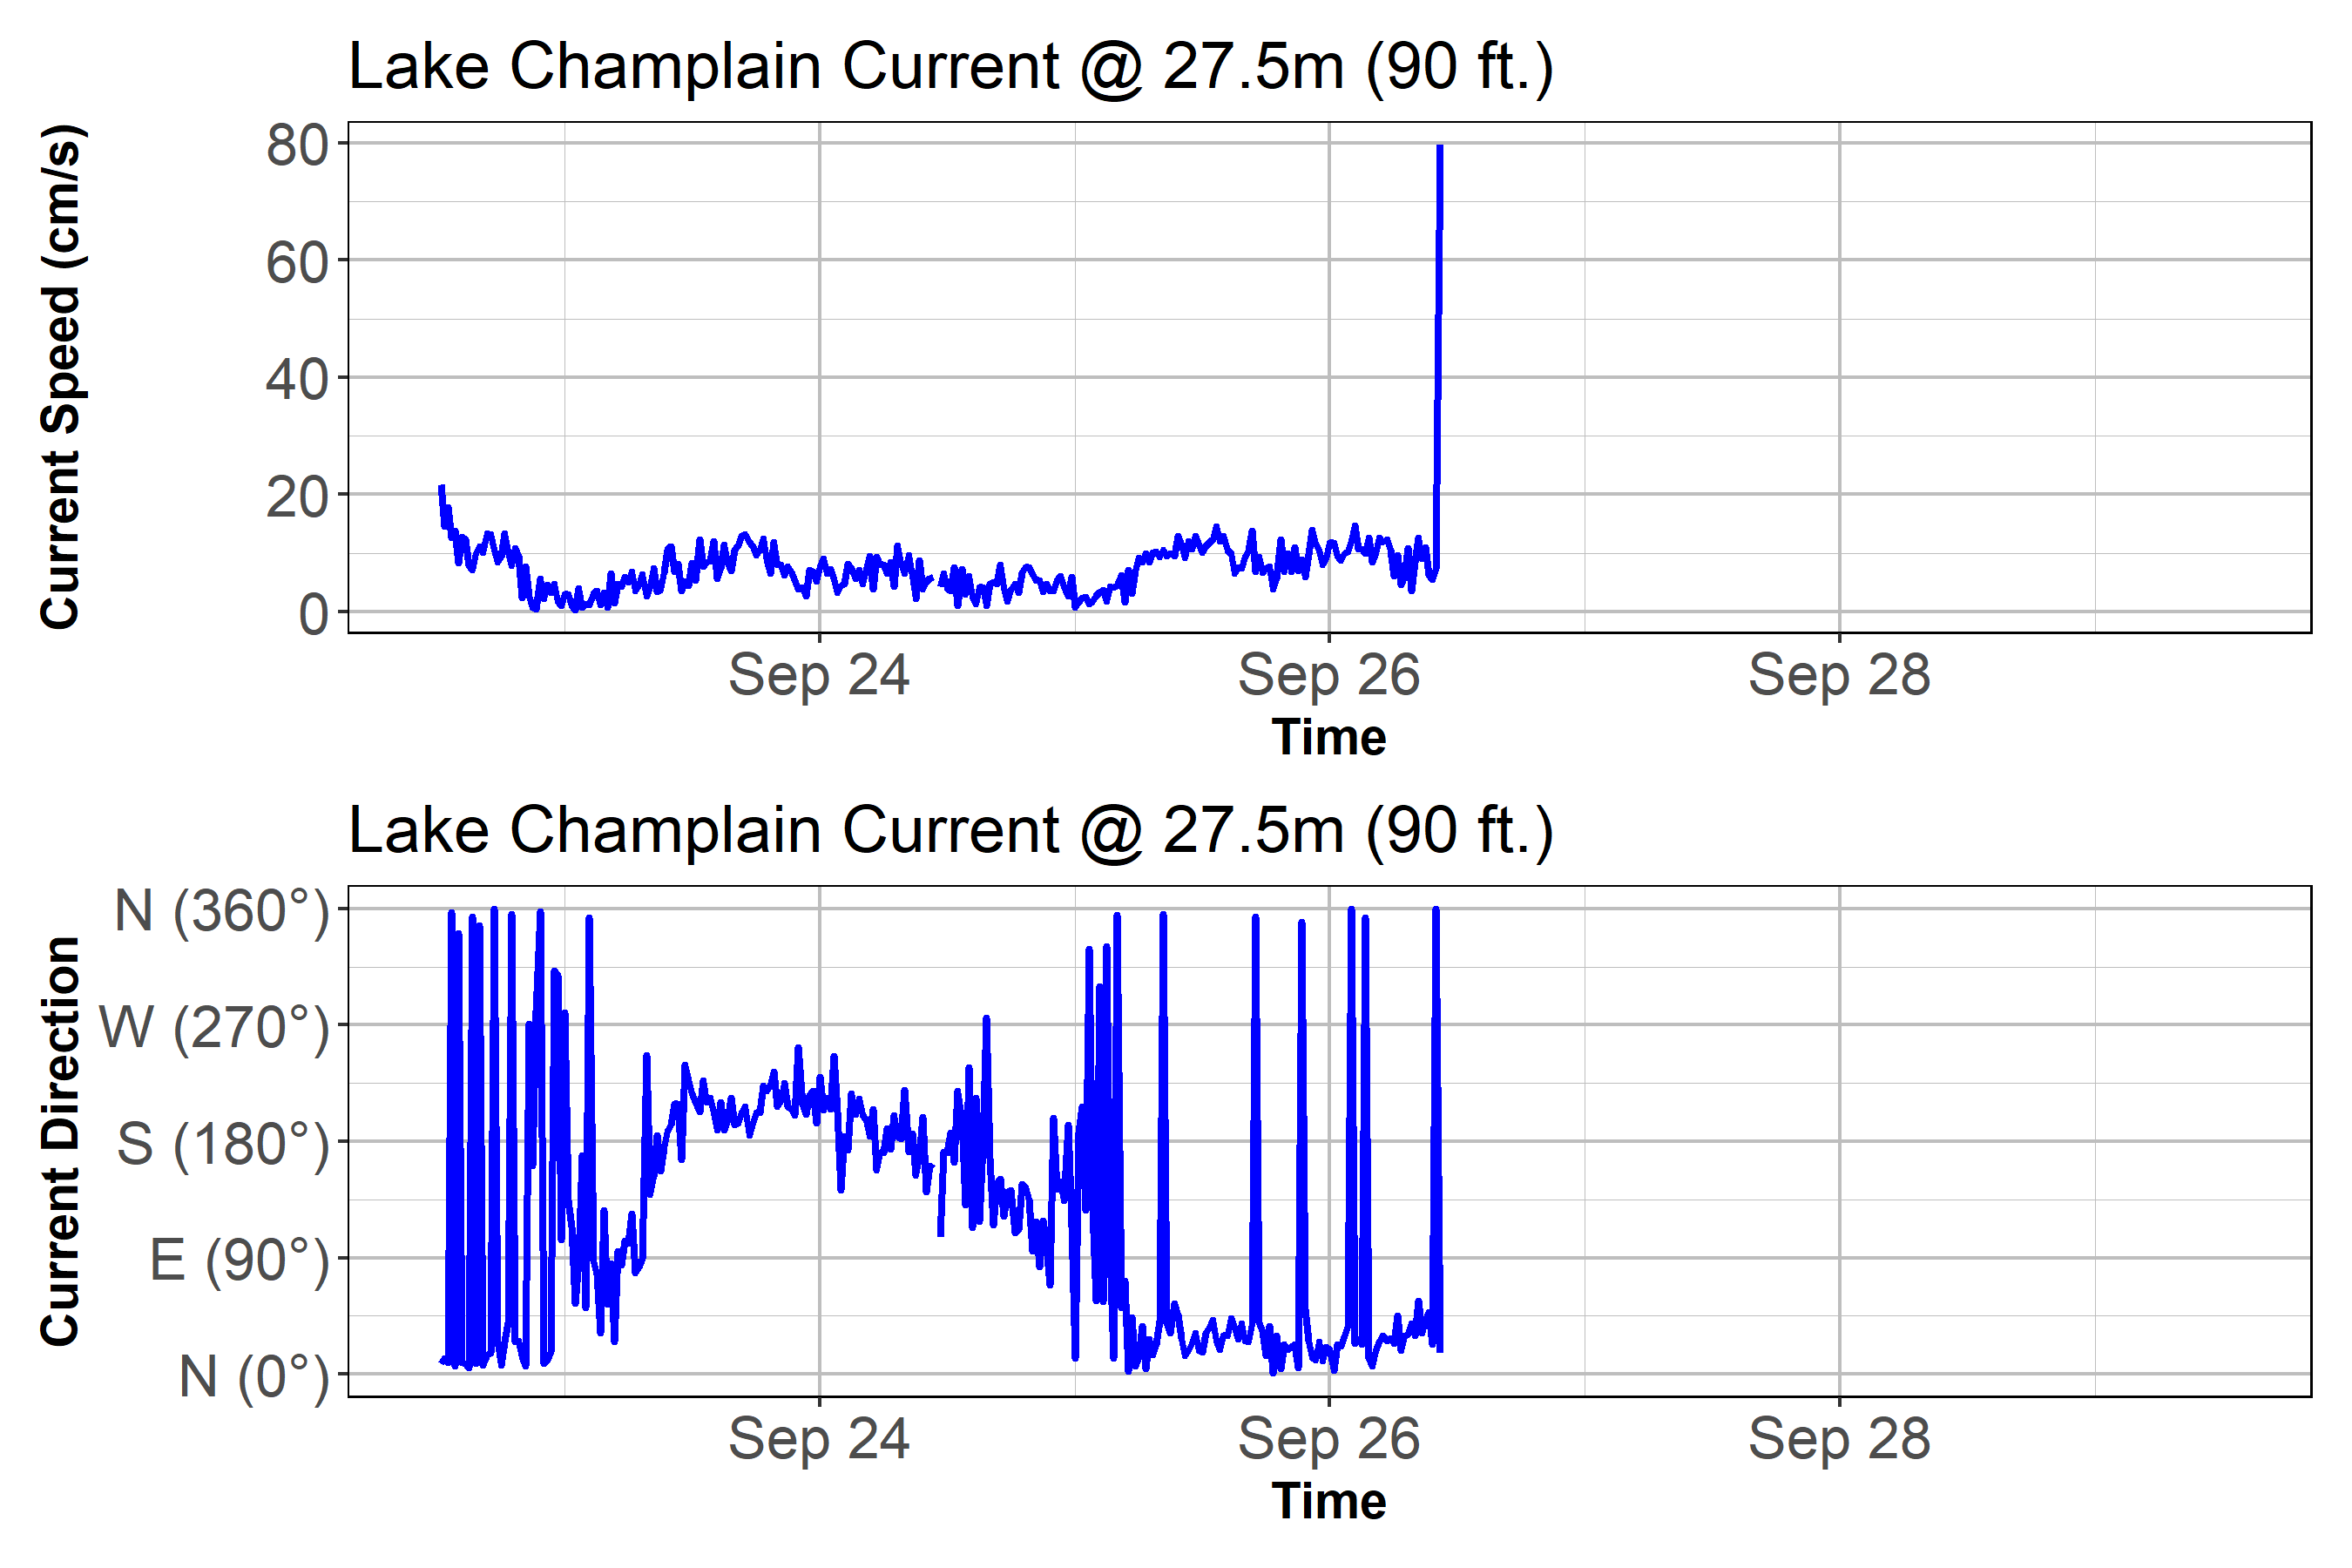 Lake Champlain Current @ 27.5m (90 ft.)
Current Speed (cm/s)
80
60
40
20
0
Sep 24 Sep 26 Sep 28
Time
Lake Champlain Current @ 27.5m (90 ft.)
Current Direction
N (360°)
W (270°)
S (180°)
E (90°)
N (0°)
Sep 24 Sep 26 Sep 28
Time